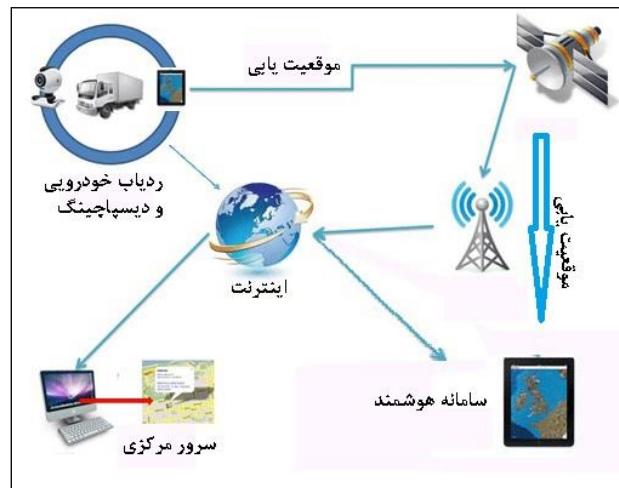 موقعیت یابی
ردیاب خودرویی
و دیسپاچینگ
موقعیت یابی
اینترنت
سامانه هوشمند
سرور مرکزی